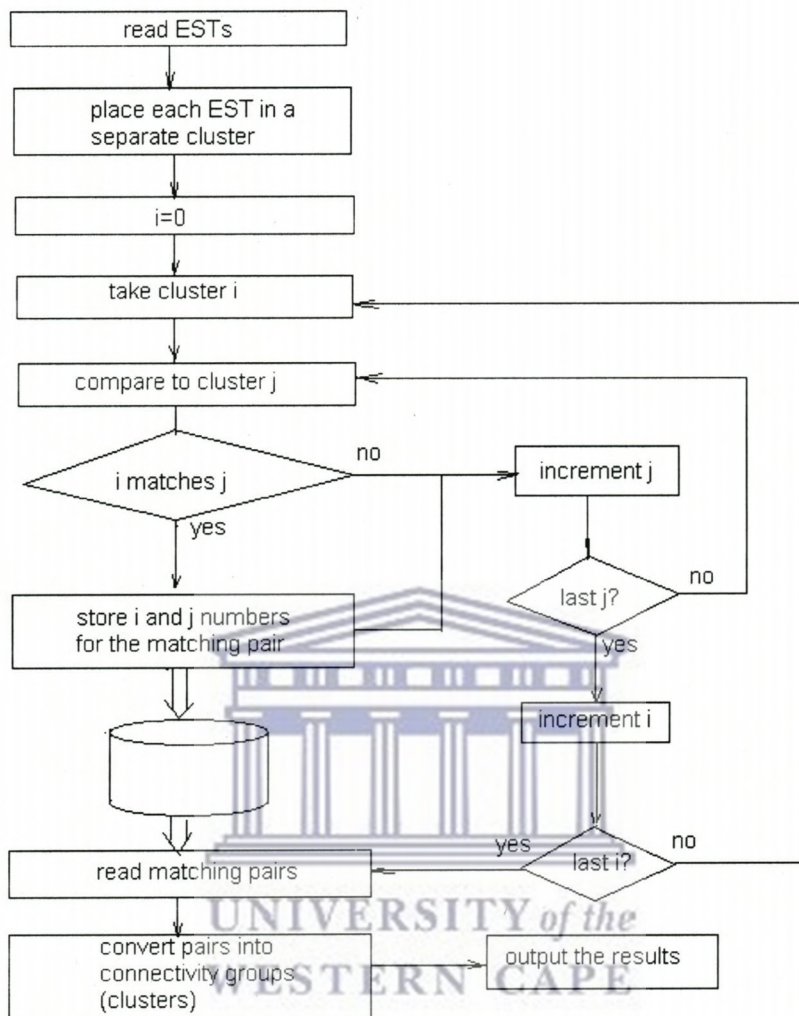 read ESTs
place each EST in a
separate cluster
i=0
take cluster i
compare to cluster j
i matches j
no
increment j
yes
last j?
no
store i and j numbers
for the matching pair
yes
increment i
yes
last i?
no
read matching pairs
UNIVERSITY of the
convert pairs into
connectivity groups
(clusters)
output the results
WESTERN CAPE